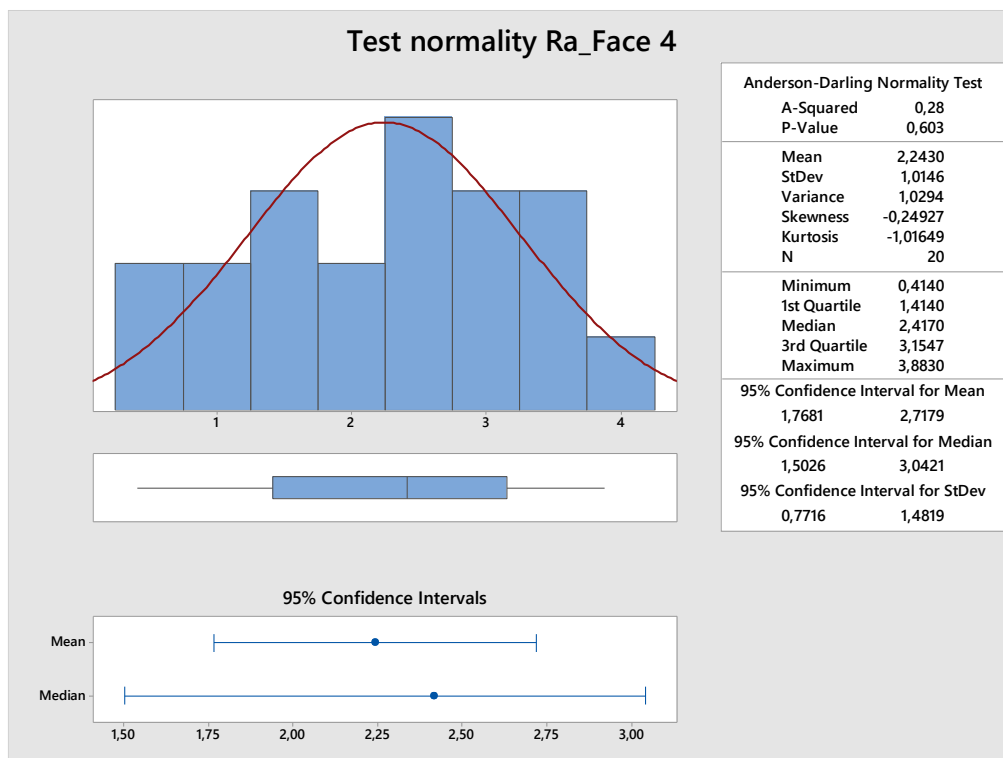 Test normality Ra_Face 4
1 2 3 4
Anderson-Darling Normality Test
A-Squared 0,28
P-Value 0,603
Mean 2,2430
StDev 1,0146
Variance 1,0294
Skewness -0,24927
Kurtosis -1,01649
N 20
Minimum 0,4140
1st Quartile 1,4140
Median 2,4170
3rd Quartile 3,1547
Maximum 3,8830
95% Confidence Interval for Mean
1,7681 2,7179
95% Confidence Interval for Median
1,5026 3,0421
95% Confidence Interval for StDev
0,7716 1,4819
95% Confidence Intervals
Mean
Median
1,50 1,75 2,00 2,25 2,50 2,75 3,00